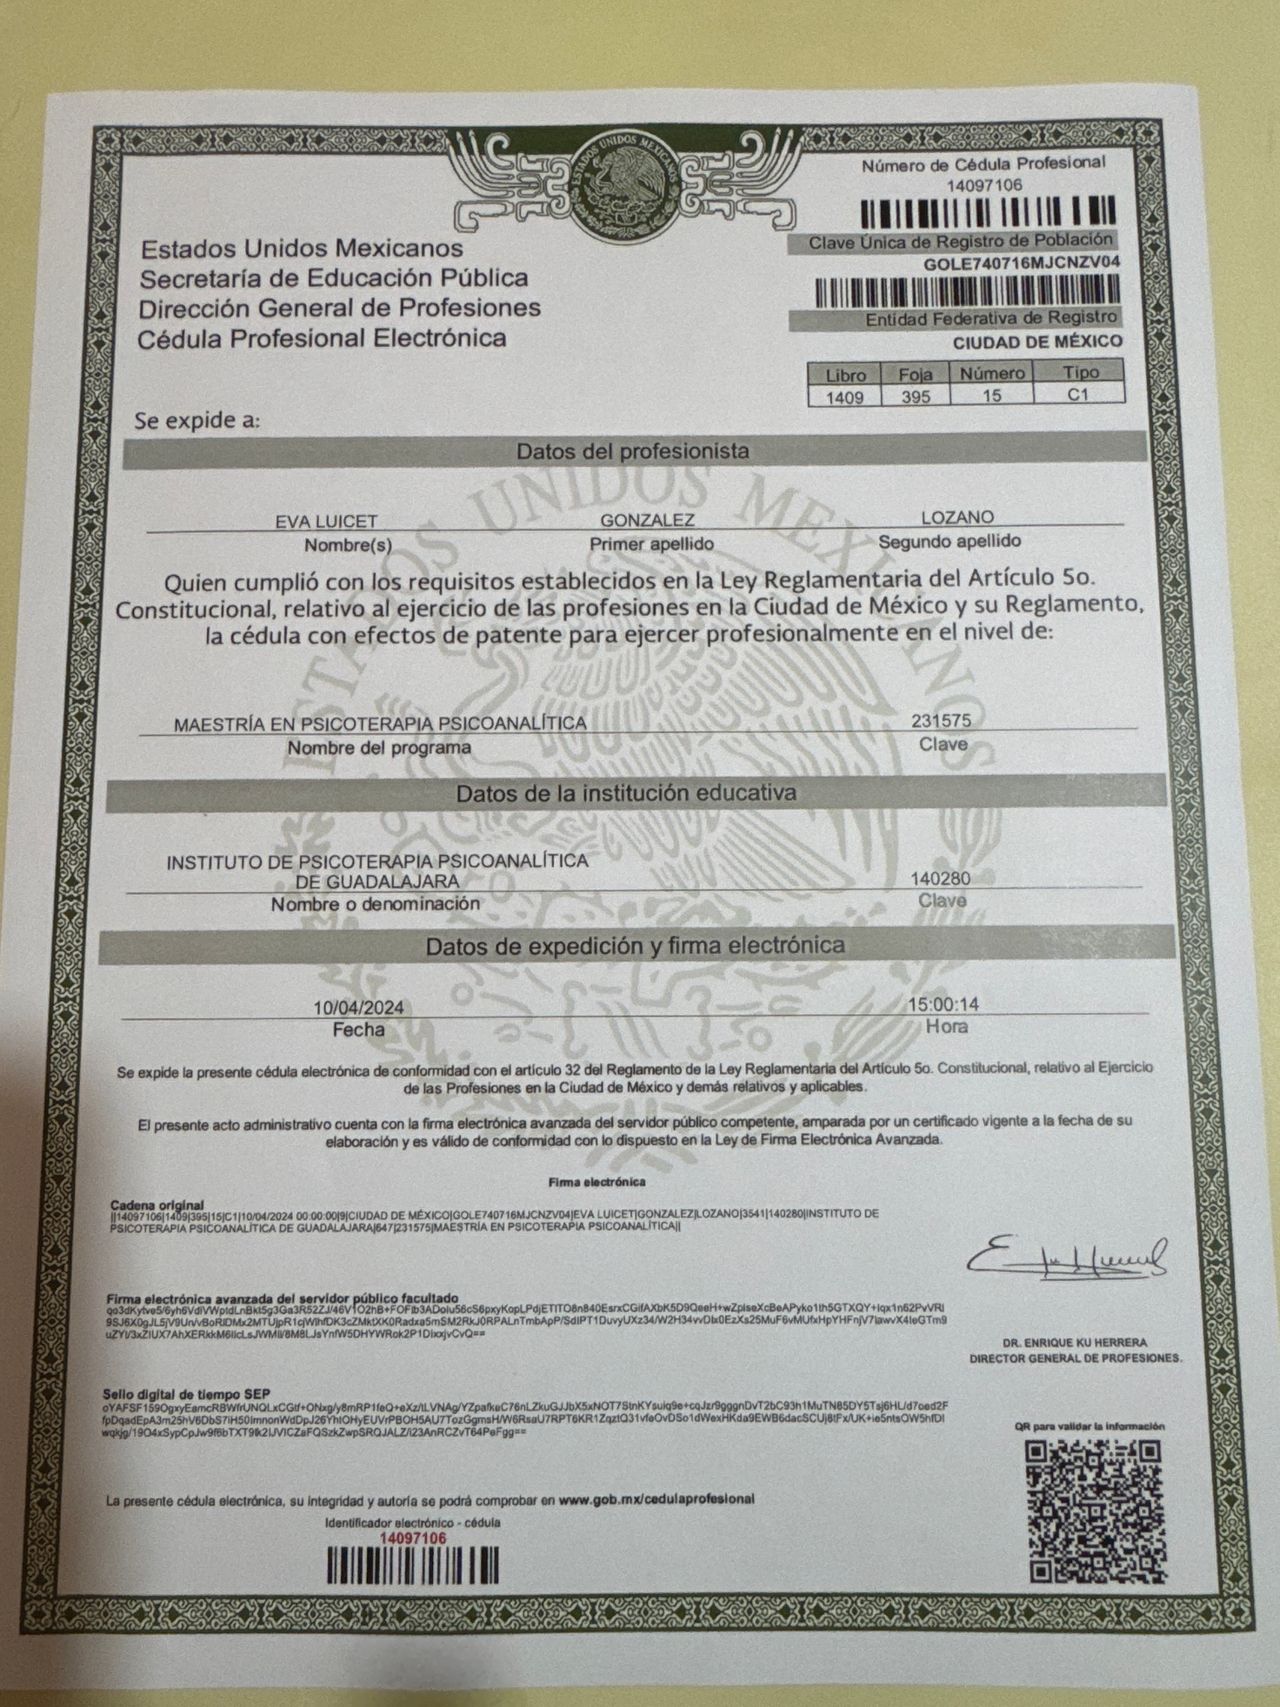 ESTADOS UNIDOS MEXICANOS
Número de Cédula Profesional
14097106
Clave Única de Registro de Población
GOLE740716MJCNZV04
Entidad Federativa de Registro
CIUDAD DE MÉXICO
Libro Foja Número Tipo
1409 395 15 C1
Estados Unidos Mexicanos
Secretaría de Educación Pública
Dirección General de Profesiones
Cédula Profesional Electrónica
Se expide a:
Datos del profesionista
ESTADOS UNIDOS MEXICANOS
EVA LUICET GONZALEZ LOZANO
Nombre(s) Primer apellido Segundo apellido
Quien cumplió con los requisitos establecidos en la Ley Reglamentaria del Artículo 5o.
Constitucional, relativo al ejercicio de las profesiones en la Ciudad de México y su Reglamento,
la cédula con efectos de patente para ejercer profesionalmente en el nivel de:
MAESTRÍA EN PSICOTERAPIA PSICOANALÍTICA 231575
Nombre del programa Clave
Datos de la institución educativa
INSTITUTO DE PSICOTERAPIA PSICOANALÍTICA
DE GUADALAJARA 140280
Nombre o denominación Clave
Datos de expedición y firma electrónica
10/04/2024 15:00:14
Fecha Hora
Se expide la presente cédula electrónica de conformidad con el artículo 32 del Reglamento de la Ley Reglamentaria del Artículo 5o. Constitucional, relativo al Ejercicio
de las Profesiones en la Ciudad de México y demás relativos y aplicables.
El presente acto administrativo cuenta con la firma electrónica avanzada del servidor público competente, amparada por un certificado vigente a la fecha de su
elaboración y es válido de conformidad con lo dispuesto en la Ley de Firma Electrónica Avanzada.
Firma electrónica
Cadena original
||14097106|1409|395|15|C1|10/04/2024 00:00:00|9|CIUDAD DE MÉXICO|GOLE740716MJCNZV04|EVA LUICET|GONZALEZ|LOZANO|3541|140280|INSTITUTO DE
PSICOTERAPIA PSICOANALÍTICA DE GUADALAJARA|647|231575|MAESTRÍA EN PSICOTERAPIA PSICOANALÍTICA||
Firma electrónica avanzada del servidor público facultado
DR. ENRIQUE KU HERRERA
DIRECTOR GENERAL DE PROFESIONES.
Sello digital de tiempo SEP
QR para validar la información
La presente cédula electrónica, su integridad y autoría se podrá comprobar en www.gob.mx/cedulaprofesional
Identificador electrónico - cédula
14097106